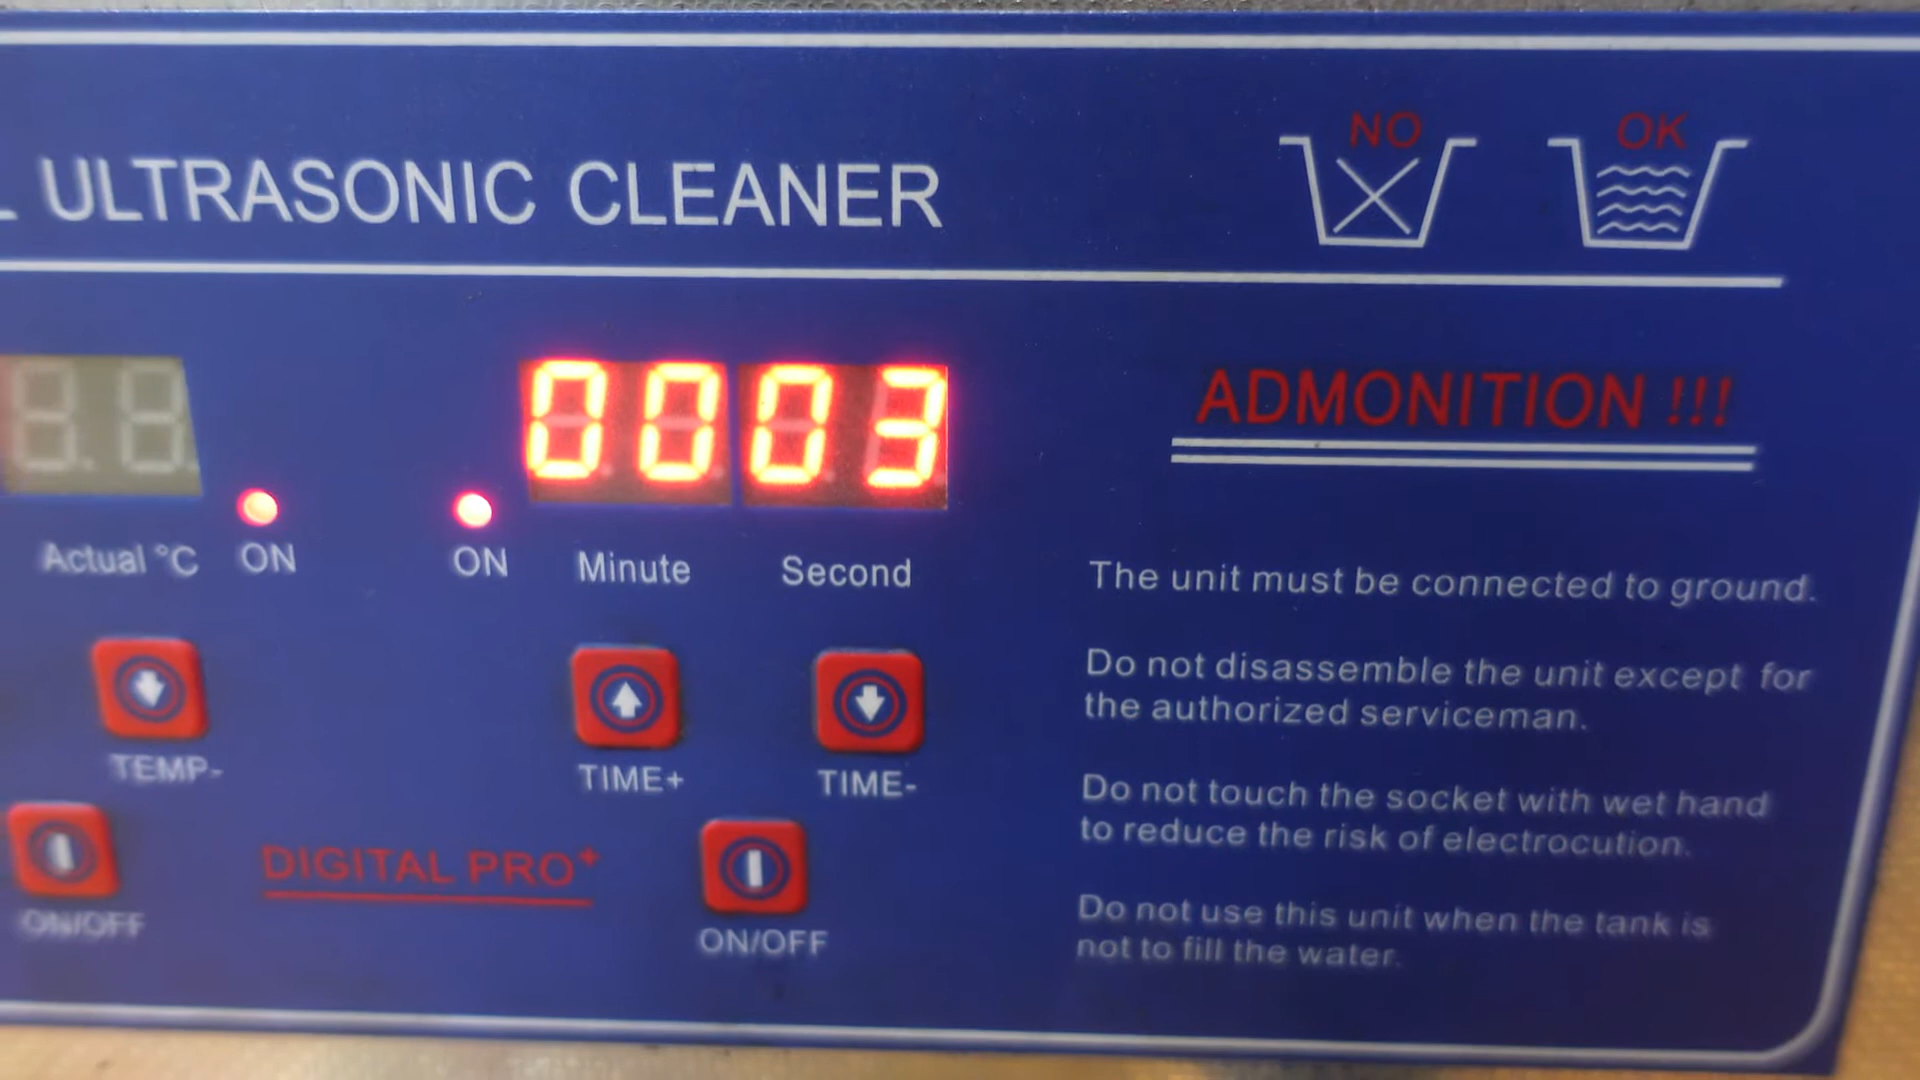 ULTRASONIC CLEANER
NO
OK
0003
ADMONITION !!!
Actual °C
ON
ON
Minute
Second
TEMP-
TIME+
TIME-
ON/OFF
DIGITAL PRO+
ON/OFF
The unit must be connected to ground.
Do not disassemble the unit except for
the authorized serviceman.
Do not touch the socket with wet hand
to reduce the risk of electrocution.
Do not use this unit when the tank is
not to fill the water.